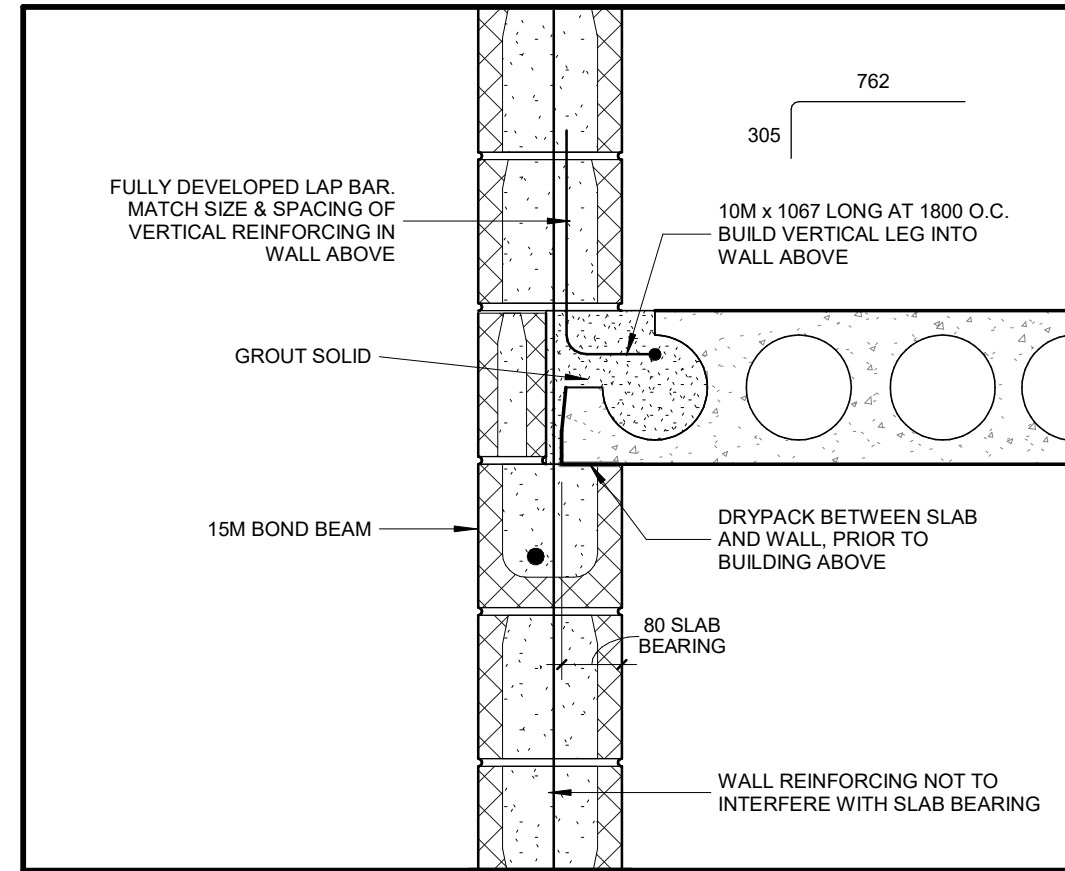 762
305
FULLY DEVELOPED LAP BAR.
MATCH SIZE & SPACING OF
VERTICAL REINFORCING IN
WALL ABOVE
10M x 1067 LONG AT 1800 O.C.
BUILD VERTICAL LEG INTO
WALL ABOVE
GROUT SOLID
15M BOND BEAM
DRYPACK BETWEEN SLAB
AND WALL, PRIOR TO
BUILDING ABOVE
80 SLAB
BEARING
WALL REINFORCING NOT TO
INTERFERE WITH SLAB BEARING